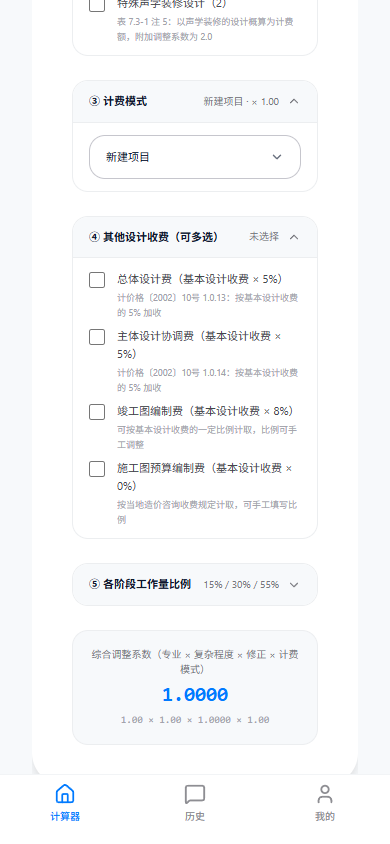 特殊声学装修设计（2）
表 7.3-1 注 5：以声学装修的设计概算为计费
额，附加调整系数为 2.0
③ 计费模式
新建项目 · × 1.00
新建项目
④ 其他设计收费（可多选）
未选择
总体设计费（基本设计收费 × 5%）
计价格〔2002〕10号 1.0.13：按基本设计收费
的 5% 加收
主体设计协调费（基本设计收费 ×
5%）
计价格〔2002〕10号 1.0.14：按基本设计收费
的 5% 加收
竣工图编制费（基本设计收费 × 8%）
可按基本设计收费的一定比例计取，比例可手
工调整
施工图预算编制费（基本设计收费 ×
0%）
按当地造价咨询收费规定计取，可手工填写比
例
⑤ 各阶段工作量比例
15% / 30% / 55%
综合调整系数（专业 × 复杂程度 × 修正 × 计费
模式）
1.0000
1.00 × 1.00 × 1.0000 × 1.00
计算器
历史
我的